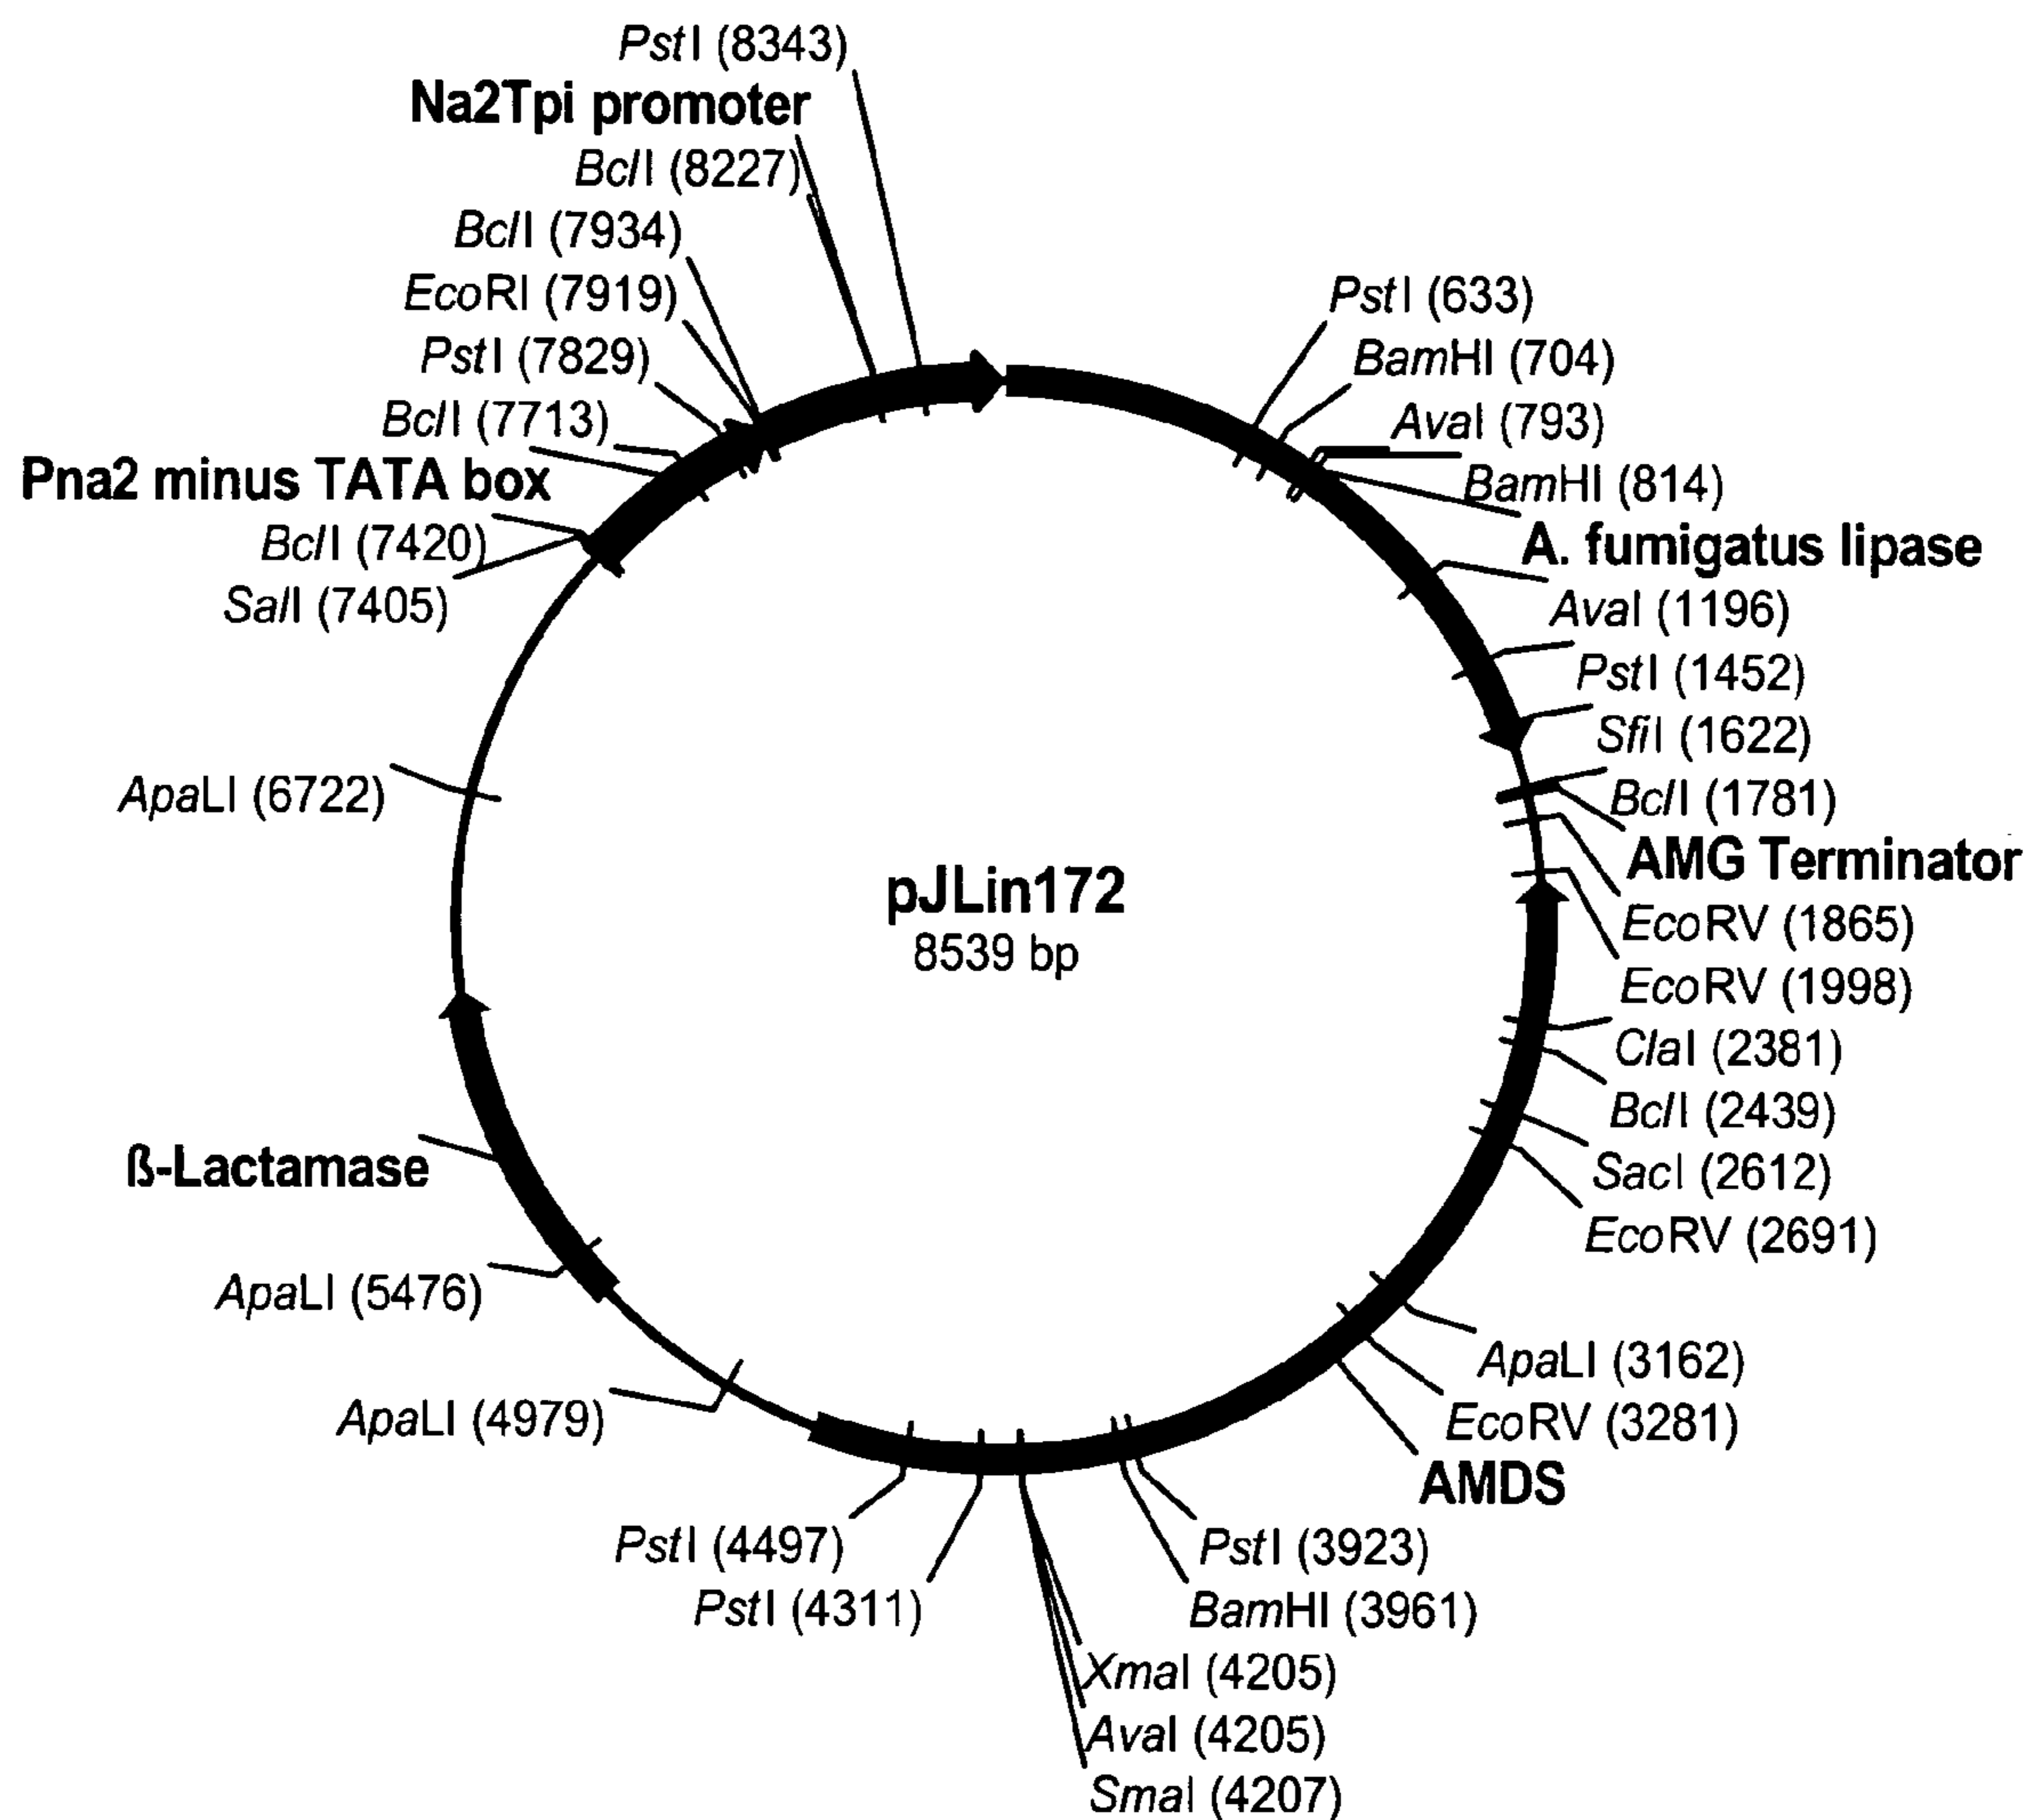 PstI (8343)
Na2Tpi promoter
BclI (8227)
BclI (7934)
EcoRI (7919)
PstI (7829)
BclI (7713)
Pna2 minus TATA box
BclI (7420)
SalI (7405)
ApaLI (6722)
ß-Lactamase
ApaLI (5476)
ApaLI (4979)
PstI (4497)
PstI (4311)
pJLin172
8539 bp
PstI (633)
BamHI (704)
AvaI (793)
BamHI (814)
A. fumigatus lipase
AvaI (1196)
PstI (1452)
SfiI (1622)
BclI (1781)
AMG Terminator
EcoRV (1865)
EcoRV (1998)
ClaI (2381)
BclI (2439)
SacI (2612)
EcoRV (2691)
ApaLI (3162)
EcoRV (3281)
AMDS
PstI (3923)
BamHI (3961)
XmaI (4205)
AvaI (4205)
SmaI (4207)